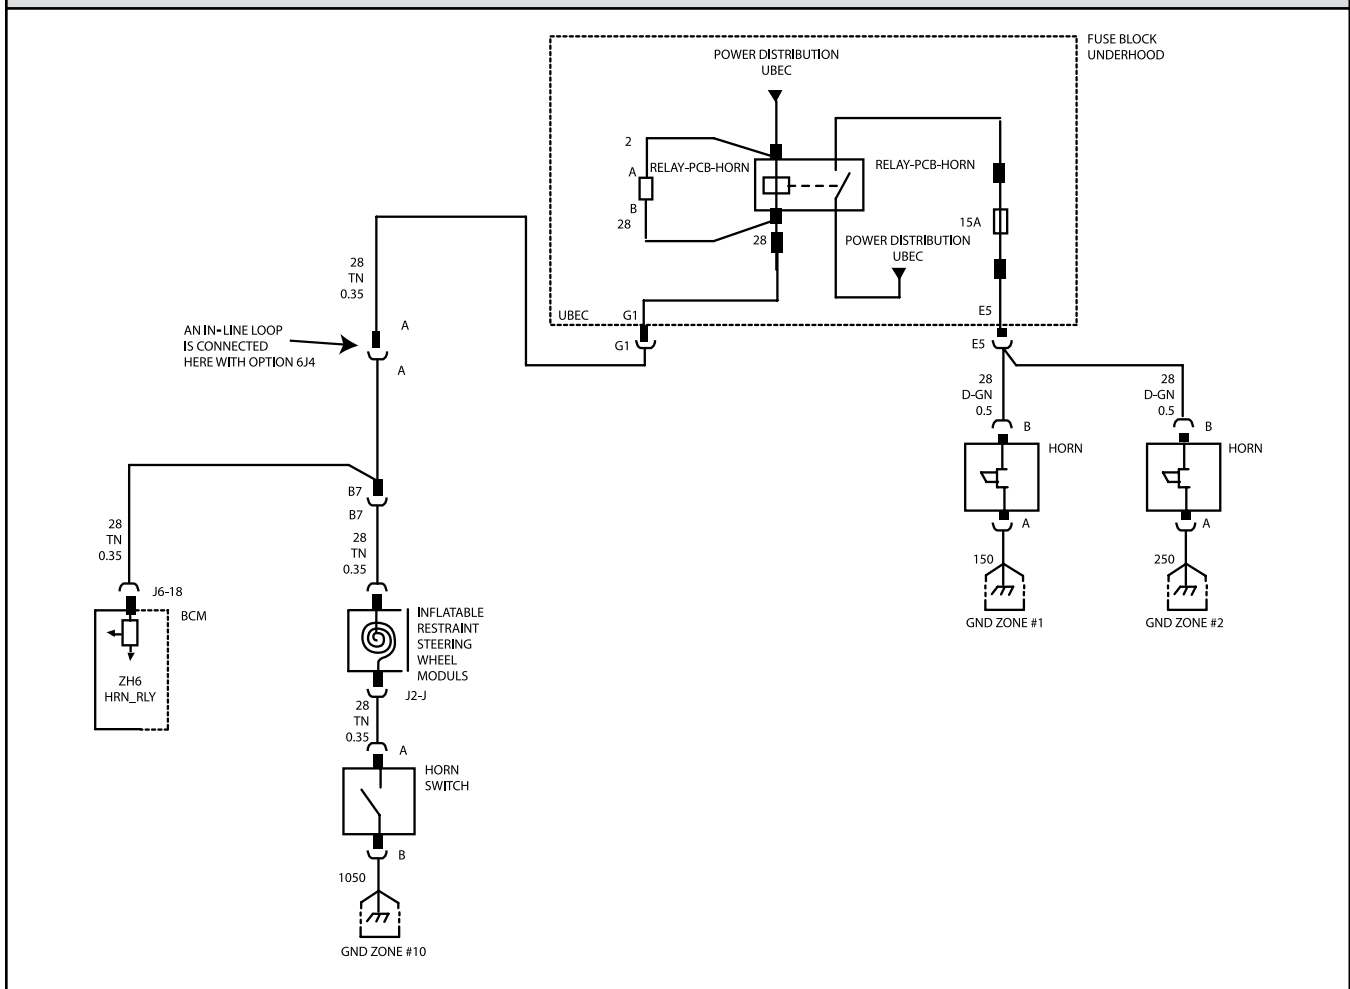 FUSE BLOCK
UNDERHOOD
POWER DISTRIBUTION
UBEC
2
A
RELAY-PCB-HORN
RELAY-PCB-HORN
B
28
15A
28
POWER DISTRIBUTION
UBEC
28
TN
0.35
UBEC
G1
E5
G1
E5
AN IN-LINE LOOP
IS CONNECTED
HERE WITH OPTION 6J4
A
A
28
D-GN
0.5
28
D-GN
0.5
B
B
HORN
HORN
B7
B7
28
TN
0.35
28
TN
0.35
A
A
150
250
GND ZONE #1
GND ZONE #2
J6-18
BCM
ZH6
HRN_RLY
INFLATABLE
RESTRAINT
STEERING
WHEEL
MODULS
J2-J
28
TN
0.35
A
HORN
SWITCH
B
1050
GND ZONE #10